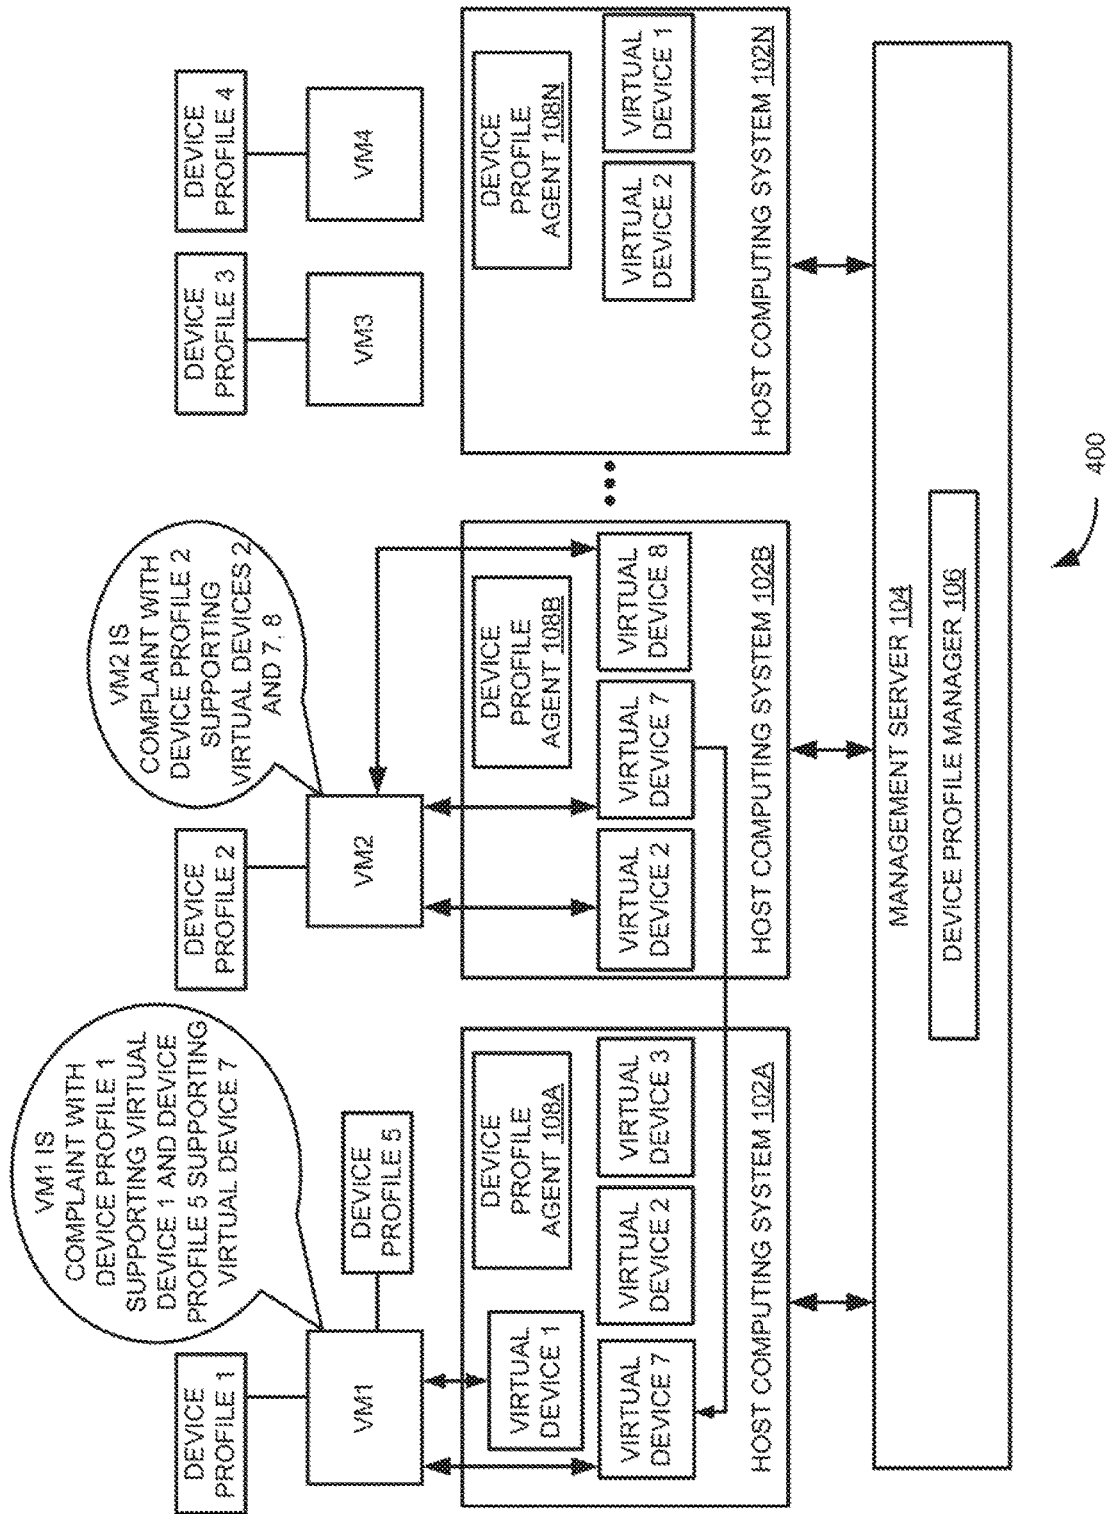 VM1 IS
COMPLAINT WITH
DEVICE PROFILE 1
SUPPORTING VIRTUAL
DEVICE 1 AND DEVICE
PROFILE 5 SUPPORTING
VIRTUAL DEVICE 7
VM2 IS
COMPLAINT WITH
DEVICE PROFILE 2
SUPPORTING
VIRTUAL DEVICES 2
AND 7, 8
DEVICE
PROFILE 1
DEVICE
PROFILE 2
DEVICE
PROFILE 3
DEVICE
PROFILE 4
VM1
DEVICE
PROFILE 5
VM2
VM3
VM4
VIRTUAL
DEVICE 1
DEVICE
PROFILE
AGENT 108A
VIRTUAL
DEVICE 7
VIRTUAL
DEVICE 2
VIRTUAL
DEVICE 3
HOST COMPUTING SYSTEM 102A
DEVICE
PROFILE
AGENT 108B
VIRTUAL
DEVICE 2
VIRTUAL
DEVICE 7
VIRTUAL
DEVICE 8
HOST COMPUTING SYSTEM 102B
DEVICE
PROFILE
AGENT 108N
VIRTUAL
DEVICE 2
VIRTUAL
DEVICE 1
HOST COMPUTING SYSTEM 102N
MANAGEMENT SERVER 104
DEVICE PROFILE MANAGER 106
400